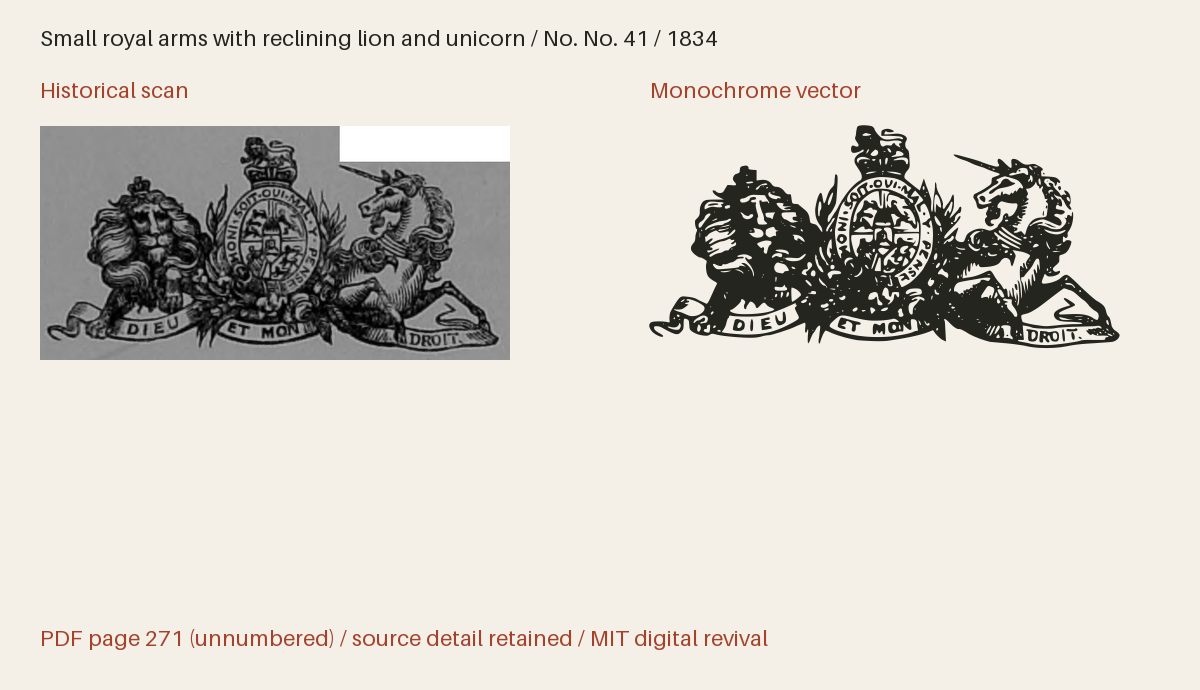 Small royal arms with reclining lion and unicorn / No. No. 41 / 1834
Historical scan
Monochrome vector
HONI·SOIT·QUI·MAL·Y·PENSE
DIEU
ET MON
DROIT.
HONI·SOIT·QUI·MAL·Y·PENSE
DIEU
ET MON
DROIT.
PDF page 271 (unnumbered) / source detail retained / MIT digital revival